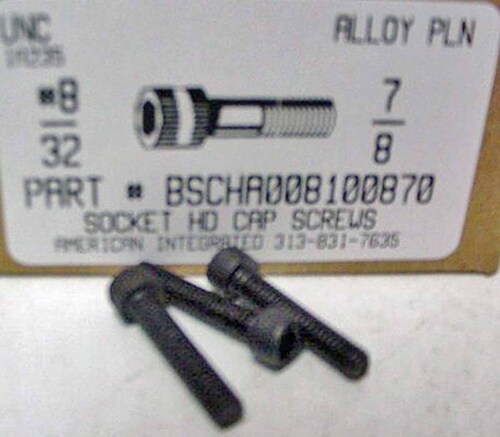 UNC ALLOY PLN
#8 7
32 8
PART # BSCHA008100870
SOCKET HD CAP SCREWS
AMERICAN INTEGRATED 313-831-7635